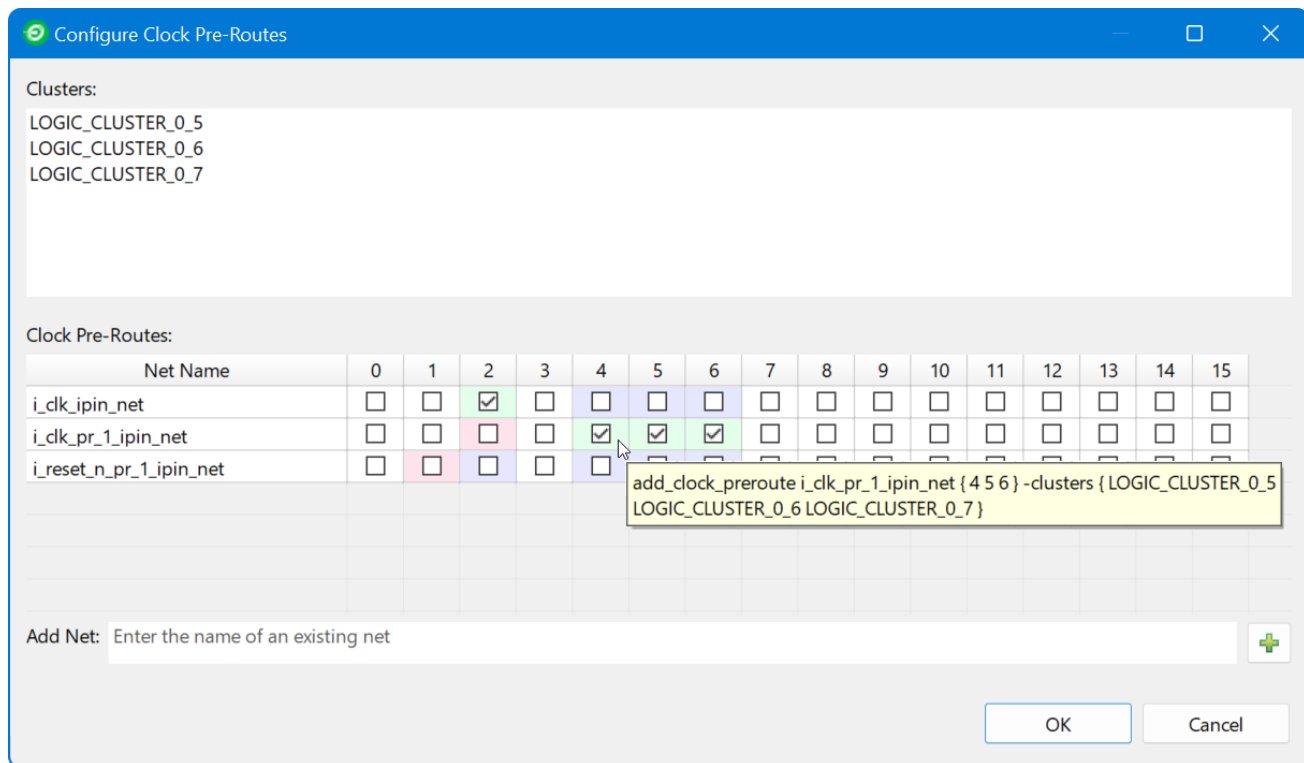 Configure Clock Pre-Routes
Clusters:
LOGIC_CLUSTER_0_5
LOGIC_CLUSTER_0_6
LOGIC_CLUSTER_0_7
Clock Pre-Routes:
Net Name 0 1 2 3 4 5 6 7 8 9 10 11 12 13 14 15
i_clk_ipin_net
i_clk_pr_1_ipin_net
i_reset_n_pr_1_ipin_net
add_clock_preroute i_clk_pr_1_ipin_net { 4 5 6 } -clusters { LOGIC_CLUSTER_0_5
LOGIC_CLUSTER_0_6 LOGIC_CLUSTER_0_7 }
Add Net: Enter the name of an existing net
OK Cancel